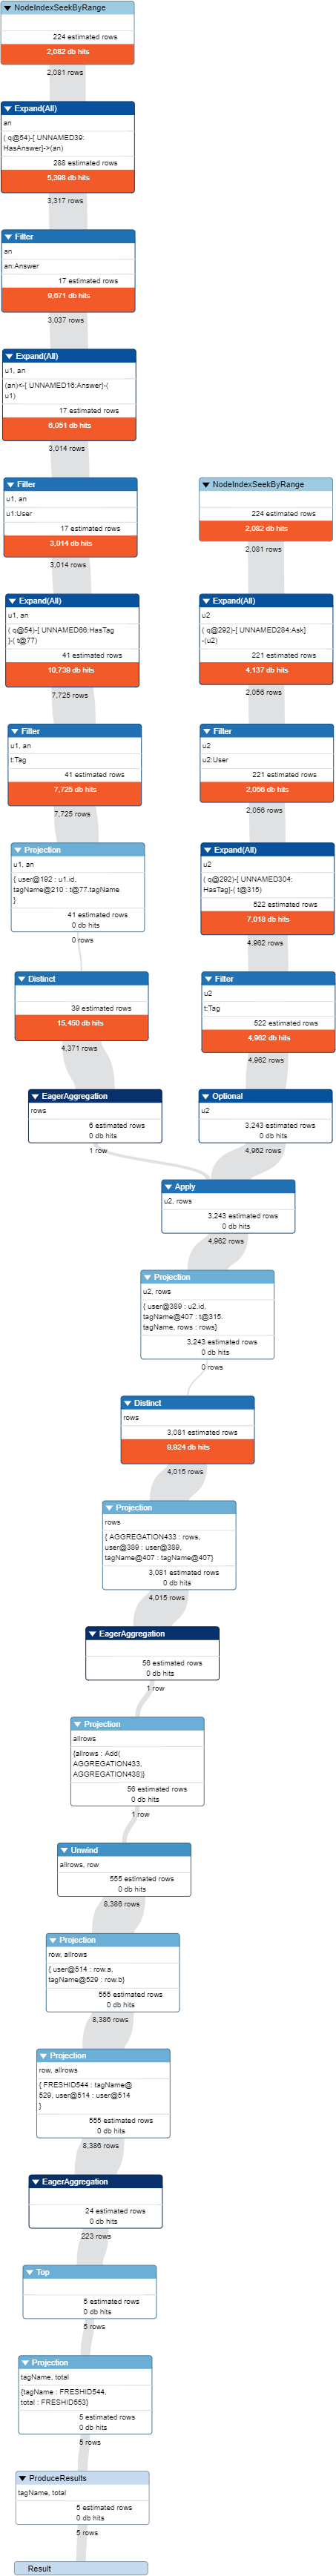 NodeIndexSeekByRange
224 estimated rows
2,082 db hits
2,081 rows
Expand(All)
an
( q@54)-[ UNNAMED39:
HasAnswer]->(an)
288 estimated rows
5,398 db hits
3,317 rows
Filter
an
an:Answer
17 estimated rows
9,671 db hits
3,037 rows
Expand(All)
u1, an
(an)<-[ UNNAMED16:Answer]-(
u1)
17 estimated rows
6,051 db hits
3,014 rows
Filter
u1, an
u1:User
17 estimated rows
3,014 db hits
3,014 rows
Expand(All)
u1, an
( q@54)-[ UNNAMED66:HasTag
]-( t@77)
41 estimated rows
10,739 db hits
7,725 rows
Filter
u1, an
t:Tag
41 estimated rows
7,725 db hits
7,725 rows
Projection
u1, an
{ user@192 : u1.id,
tagName@210 : t@77.tagName
}
41 estimated rows
0 db hits
0 rows
Distinct
39 estimated rows
15,450 db hits
4,371 rows
EagerAggregation
rows
6 estimated rows
0 db hits
1 row
NodeIndexSeekByRange
224 estimated rows
2,082 db hits
2,081 rows
Expand(All)
u2
( q@292)-[ UNNAMED284:Ask]
-(u2)
221 estimated rows
4,137 db hits
2,056 rows
Filter
u2
u2:User
221 estimated rows
2,056 db hits
2,056 rows
Expand(All)
u2
( q@292)-[ UNNAMED304:
HasTag]-( t@315)
522 estimated rows
7,018 db hits
4,962 rows
Filter
u2
t:Tag
522 estimated rows
4,962 db hits
4,962 rows
Optional
u2
3,243 estimated rows
0 db hits
4,962 rows
Apply
u2, rows
3,243 estimated rows
0 db hits
4,962 rows
Projection
u2, rows
{ user@389 : u2.id,
tagName@407 : t@315.
tagName, rows : rows}
3,243 estimated rows
0 db hits
0 rows
Distinct
rows
3,081 estimated rows
9,924 db hits
4,015 rows
Projection
rows
{ AGGREGATION433 : rows,
user@389 : user@389,
tagName@407 : tagName@407}
3,081 estimated rows
0 db hits
4,015 rows
EagerAggregation
56 estimated rows
0 db hits
1 row
Projection
allrows
{allrows : Add(
AGGREGATION433,
AGGREGATION438)}
56 estimated rows
0 db hits
1 row
Unwind
allrows, row
555 estimated rows
0 db hits
8,386 rows
Projection
row, allrows
{ user@514 : row.a,
tagName@529 : row.b}
555 estimated rows
0 db hits
8,386 rows
Projection
row, allrows
{ FRESHID544 : tagName@
529, user@514 : user@514
}
555 estimated rows
0 db hits
8,386 rows
EagerAggregation
24 estimated rows
0 db hits
223 rows
Top
5 estimated rows
0 db hits
5 rows
Projection
tagName, total
{tagName : FRESHID544,
total : FRESHID553}
5 estimated rows
0 db hits
5 rows
ProduceResults
tagName, total
5 estimated rows
0 db hits
5 rows
Result